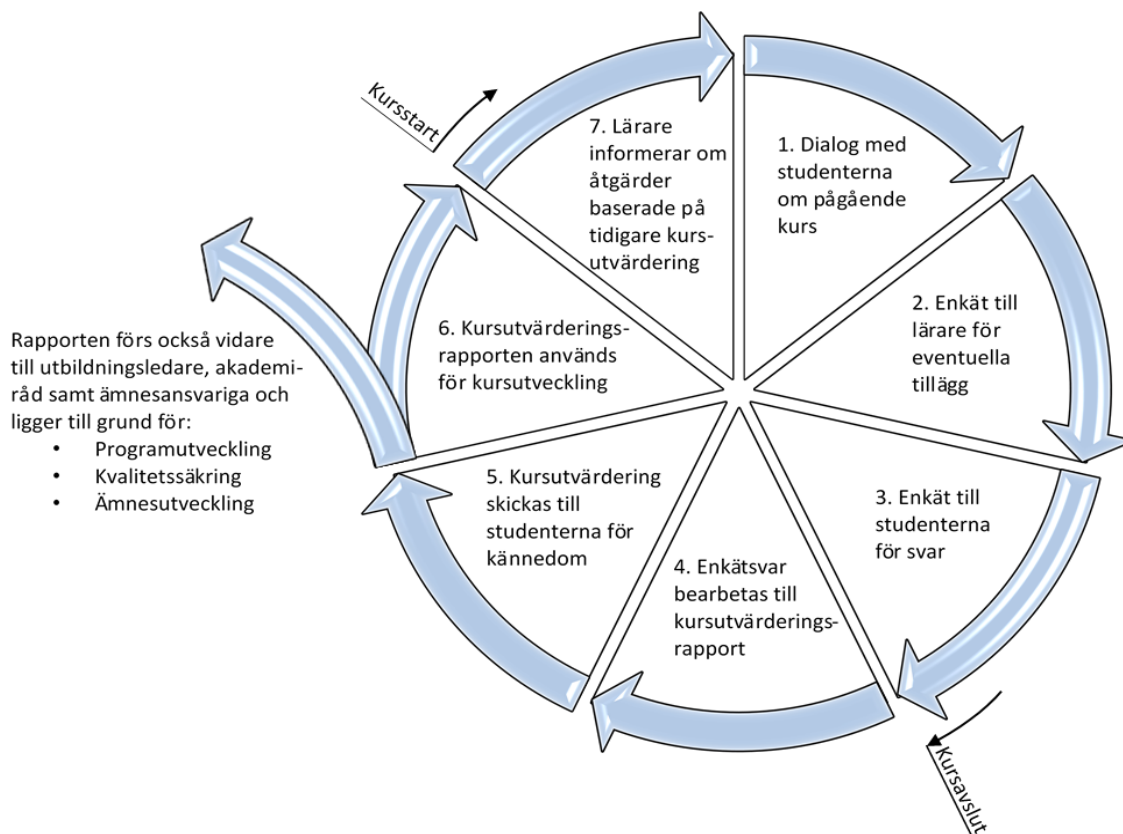 Kursstart
7. Lärare
informerar om
åtgärder
baserade på
tidigare kurs-
utvärdering
1. Dialog med
studenterna
om pågående
kurs
2. Enkät till
lärare för
eventuella
tillägg
3. Enkät till
studenterna
för svar
Kursavslut
4. Enkätsvar
bearbetas till
kursutvärderings-
rapport
5. Kursutvärdering
skickas till
studenterna för
kännedom
6. Kursutvärderings-
rapporten används
för kursutveckling
Rapporten förs också vidare
till utbildningsledare, akademi-
råd samt ämnesansvariga och
ligger till grund för:
• Programutveckling
• Kvalitetssäkring
• Ämnesutveckling